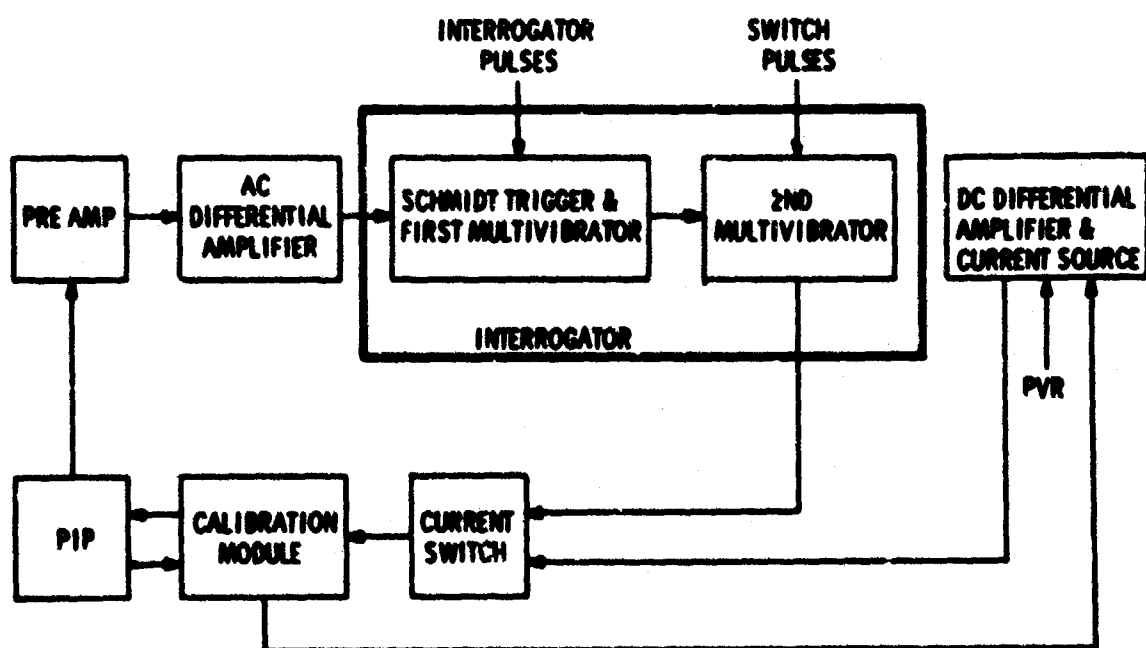 INTERROGATOR
PULSES
SWITCH
PULSES
PRE AMP
AC
DIFFERENTIAL
AMPLIFIER
SCHMIDT TRIGGER &
FIRST MULTIVIBRATOR
2ND
MULTIVIBRATOR
DC DIFFERENTIAL
AMPLIFIER &
CURRENT SOURCE
INTERROGATOR
PVR
PIP
CALIBRATION
MODULE
CURRENT
SWITCH